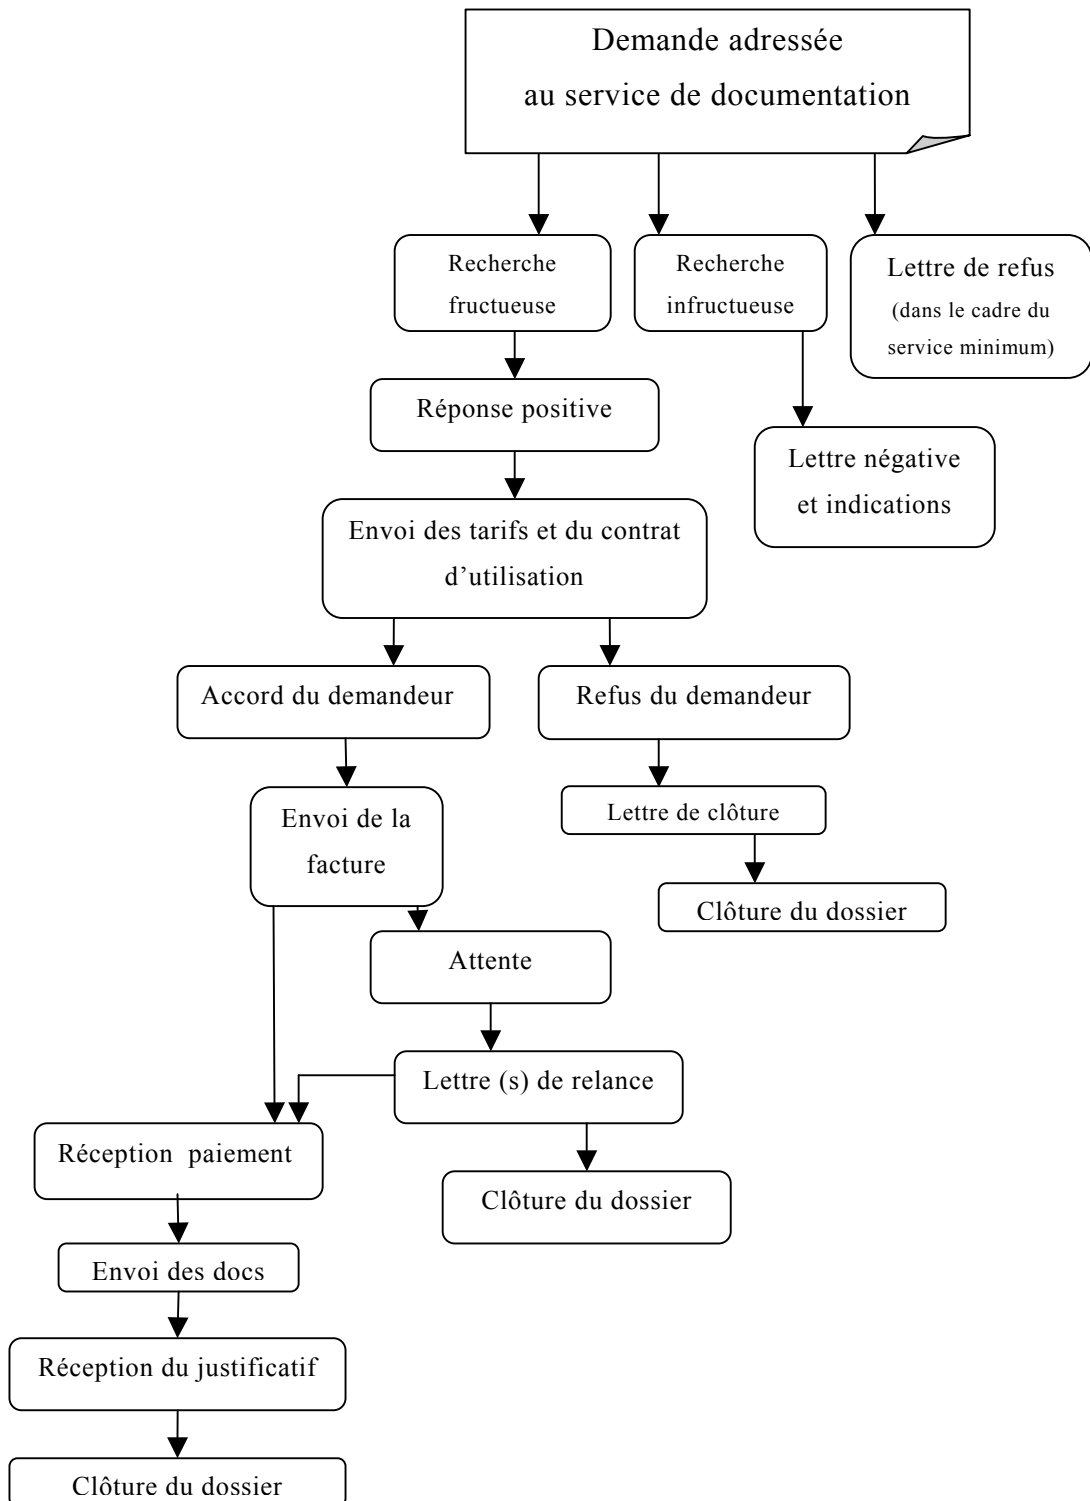 Demande adressée
au service de documentation
Recherche
fructueuse
Recherche
infructueuse
Lettre de refus
(dans le cadre du
service minimum)
Réponse positive
Lettre négative
et indications
Envoi des tarifs et du contrat
d’utilisation
Accord du demandeur
Refus du demandeur
Envoi de la
facture
Lettre de clôture
Clôture du dossier
Attente
Lettre (s) de relance
Réception paiement
Clôture du dossier
Envoi des docs
Réception du justificatif
Clôture du dossier